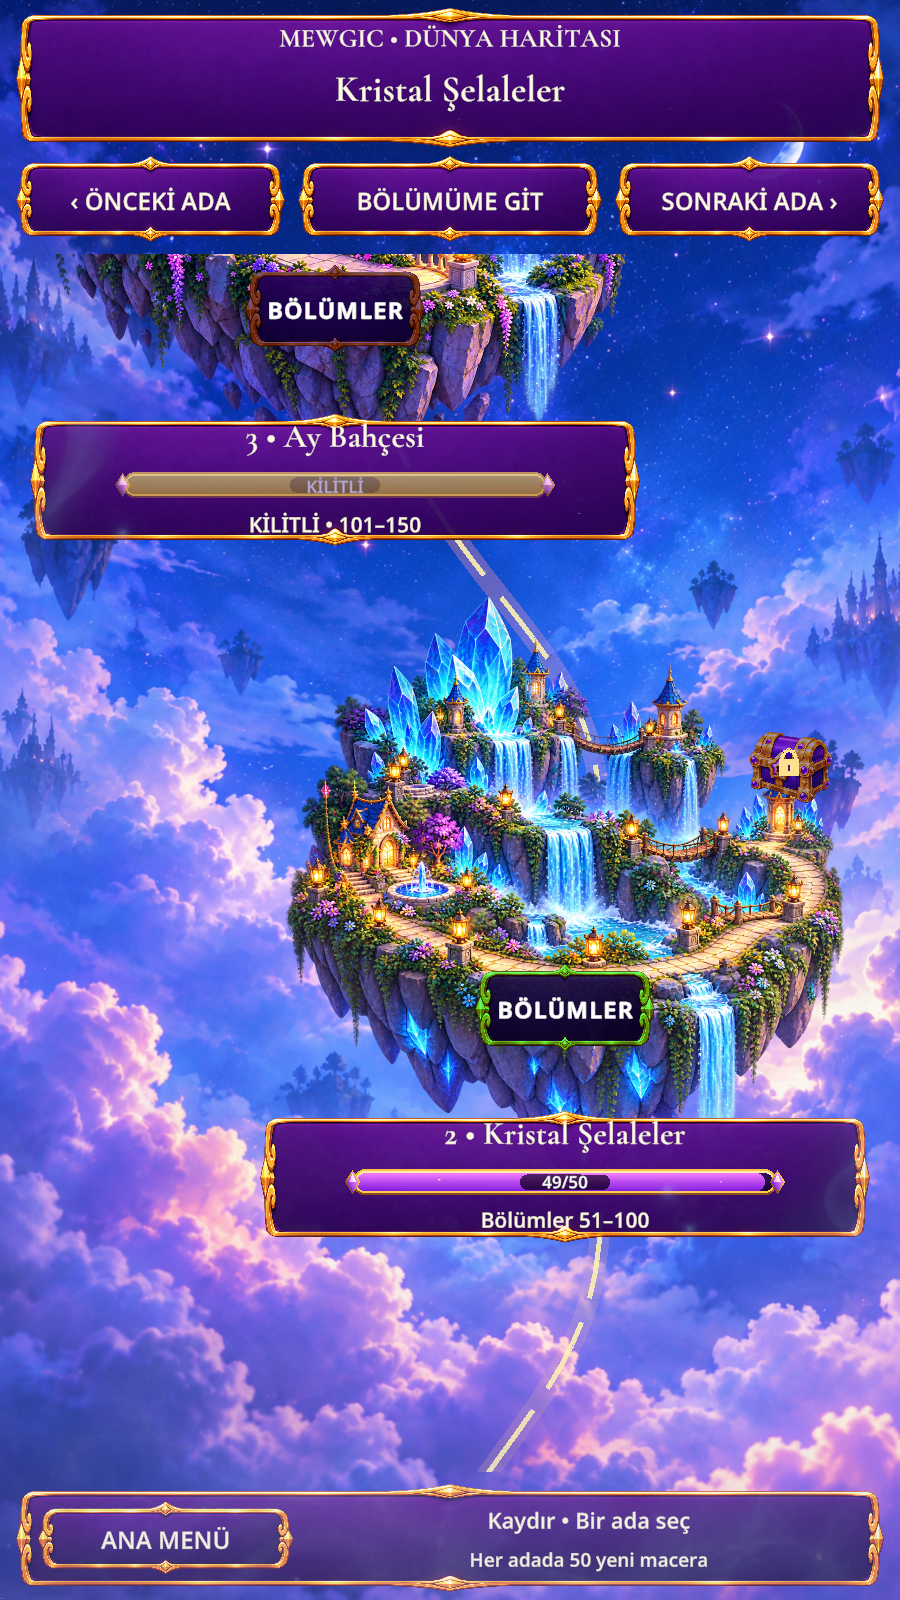 MEWGIC • DÜNYA HARİTASI
Kristal Şelaleler
‹ ÖNCEKİ ADA
BÖLÜMÜME GİT
SONRAKİ ADA ›
BÖLÜMLER
3 • Ay Bahçesi
KİLİTLİ
KİLİTLİ • 101–150
BÖLÜMLER
2 • Kristal Şelaleler
49/50
Bölümler 51–100
ANA MENÜ
Kaydır • Bir ada seç
Her adada 50 yeni macera